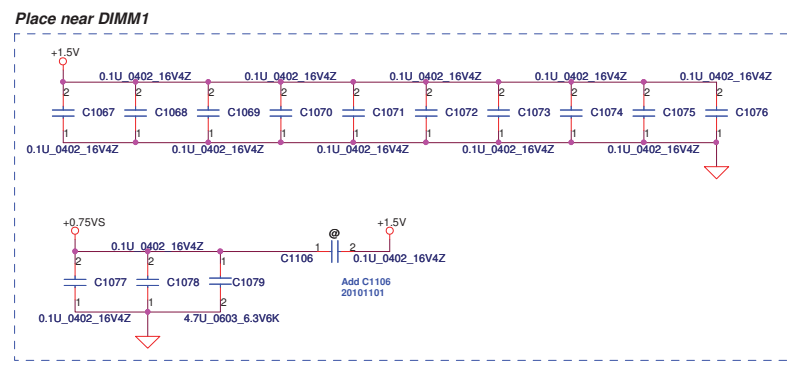 Place near DIMM1
+1.5V
0.1U_0402_16V4Z 0.1U_0402_16V4Z 0.1U_0402_16V4Z 0.1U_0402_16V4Z 0.1U_0402_16V4Z
2 2 2 2 2 2 2 2 2 2
C1067 C1068 C1069 C1070 C1071 C1072 C1073 C1074 C1075 C1076
1 1 1 1 1 1 1 1 1 1
0.1U_0402_16V4Z 0.1U_0402_16V4Z 0.1U_0402_16V4Z 0.1U_0402_16V4Z 0.1U_0402_16V4Z
+0.75VS +1.5V
@
0.1U_0402_16V4Z 1 2
C1106 0.1U_0402_16V4Z
2 2 1
C1077 C1078 C1079
Add C1106
20101101
1 1 2
0.1U_0402_16V4Z 4.7U_0603_6.3V6K